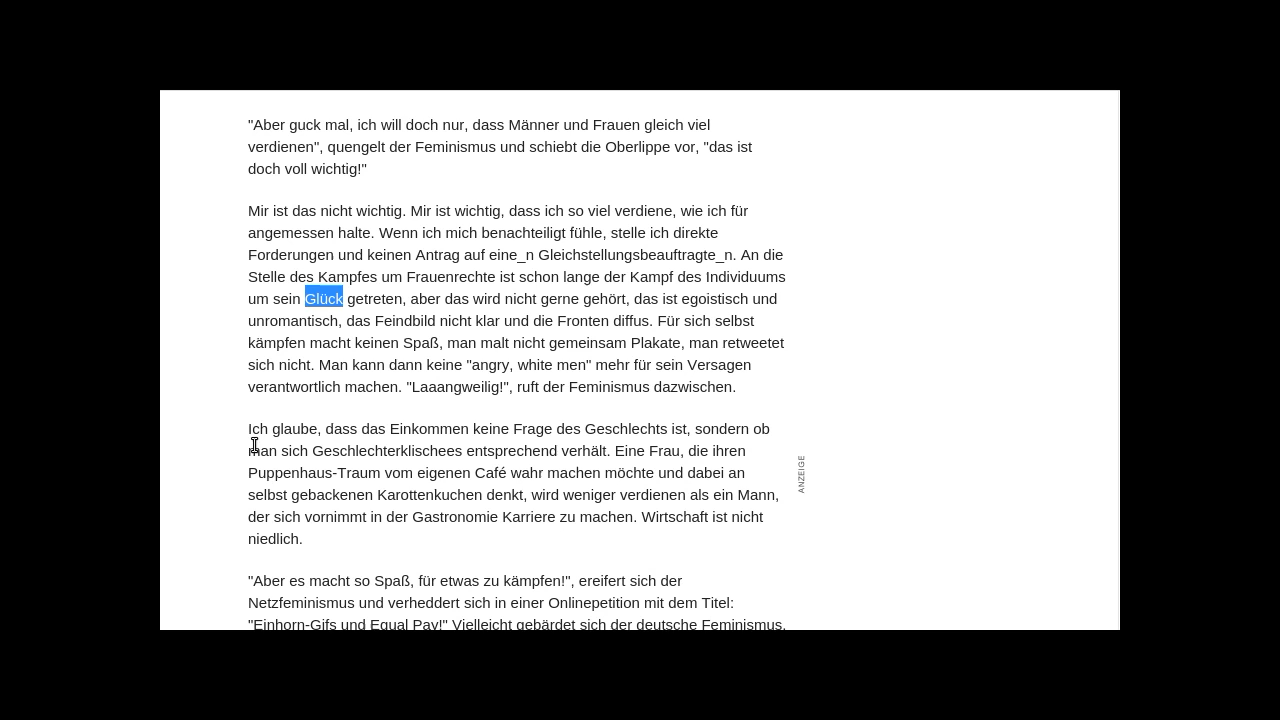 "Aber guck mal, ich will doch nur, dass Männer und Frauen gleich viel
verdienen", quengelt der Feminismus und schiebt die Oberlippe vor, "das ist
doch voll wichtig!"
Mir ist das nicht wichtig. Mir ist wichtig, dass ich so viel verdiene, wie ich für
angemessen halte. Wenn ich mich benachteiligt fühle, stelle ich direkte
Forderungen und keinen Antrag auf eine_n Gleichstellungsbeauftragte_n. An die
Stelle des Kampfes um Frauenrechte ist schon lange der Kampf des Individuums
um sein Glück getreten, aber das wird nicht gerne gehört, das ist egoistisch und
unromantisch, das Feindbild nicht klar und die Fronten diffus. Für sich selbst
kämpfen macht keinen Spaß, man malt nicht gemeinsam Plakate, man retweetet
sich nicht. Man kann dann keine "angry, white men" mehr für sein Versagen
verantwortlich machen. "Laaangweilig!", ruft der Feminismus dazwischen.
Ich glaube, dass das Einkommen keine Frage des Geschlechts ist, sondern ob
man sich Geschlechterklischees entsprechend verhält. Eine Frau, die ihren
Puppenhaus-Traum vom eigenen Café wahr machen möchte und dabei an
selbst gebackenen Karottenkuchen denkt, wird weniger verdienen als ein Mann,
der sich vornimmt in der Gastronomie Karriere zu machen. Wirtschaft ist nicht
niedlich.
"Aber es macht so Spaß, für etwas zu kämpfen!", ereifert sich der
Netzfeminismus und verheddert sich in einer Onlinepetition mit dem Titel:
"Einhorn-Gifs und Equal Pay!" Vielleicht gebärdet sich der deutsche Feminismus,
ANZEIGE